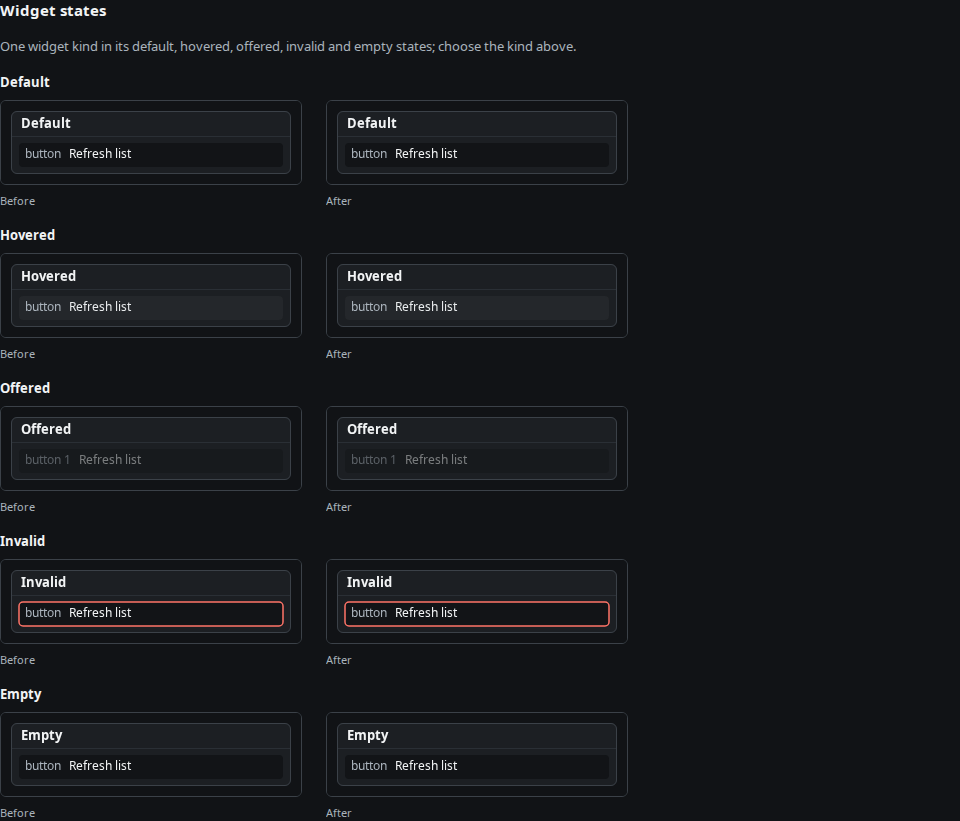 Widget states
One widget kind in its default, hovered, offered, invalid and empty states; choose the kind above.
Default
Default Default
button Refresh list button Refresh list
Before After
Hovered
Hovered Hovered
button Refresh list button Refresh list
Before After
Offered
Offered Offered
button 1 Refresh list button 1 Refresh list
Before After
Invalid
Invalid Invalid
button Refresh list button Refresh list
Before After
Empty
Empty Empty
button Refresh list button Refresh list
Before After